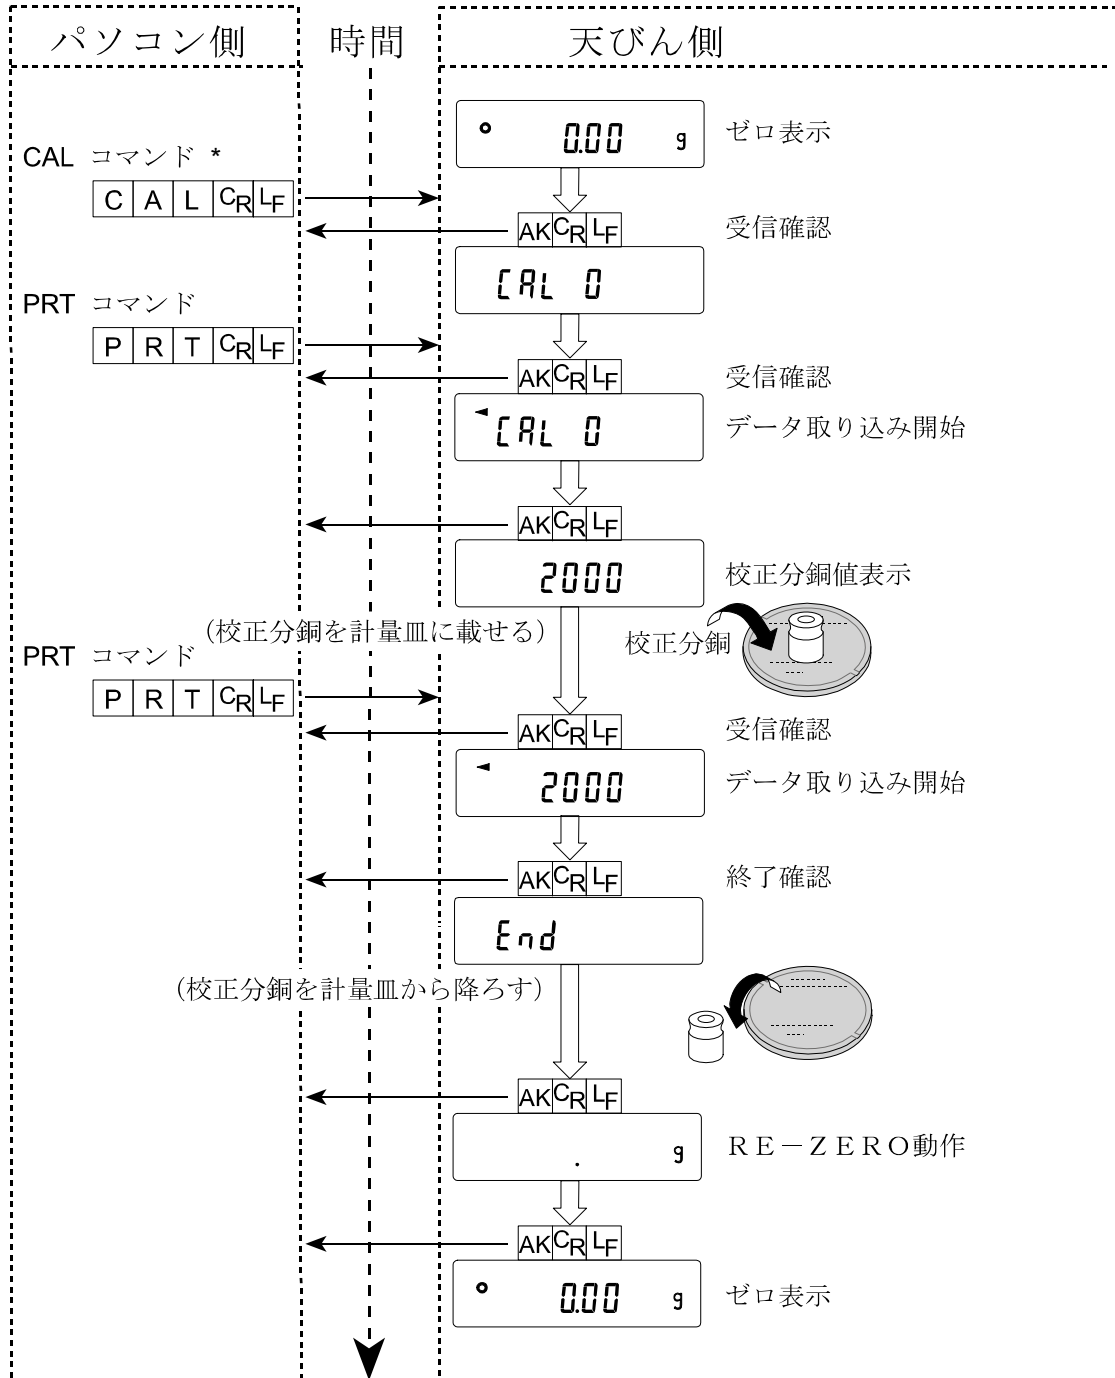 パソコン側 時間 天びん側
0.00 g ゼロ表示
CAL コマンド *
C A L CR LF
AK CR LF 受信確認
CAL 0
PRT コマンド
P R T CR LF
AK CR LF 受信確認
CAL 0 データ取り込み開始
AK CR LF
2000 校正分銅値表示
(校正分銅を計量皿に載せる) 校正分銅
PRT コマンド
P R T CR LF
AK CR LF 受信確認
2000 データ取り込み開始
AK CR LF 終了確認
End
(校正分銅を計量皿から降ろす)
AK CR LF
. g RE-ZERO動作
AK CR LF
0.00 g ゼロ表示